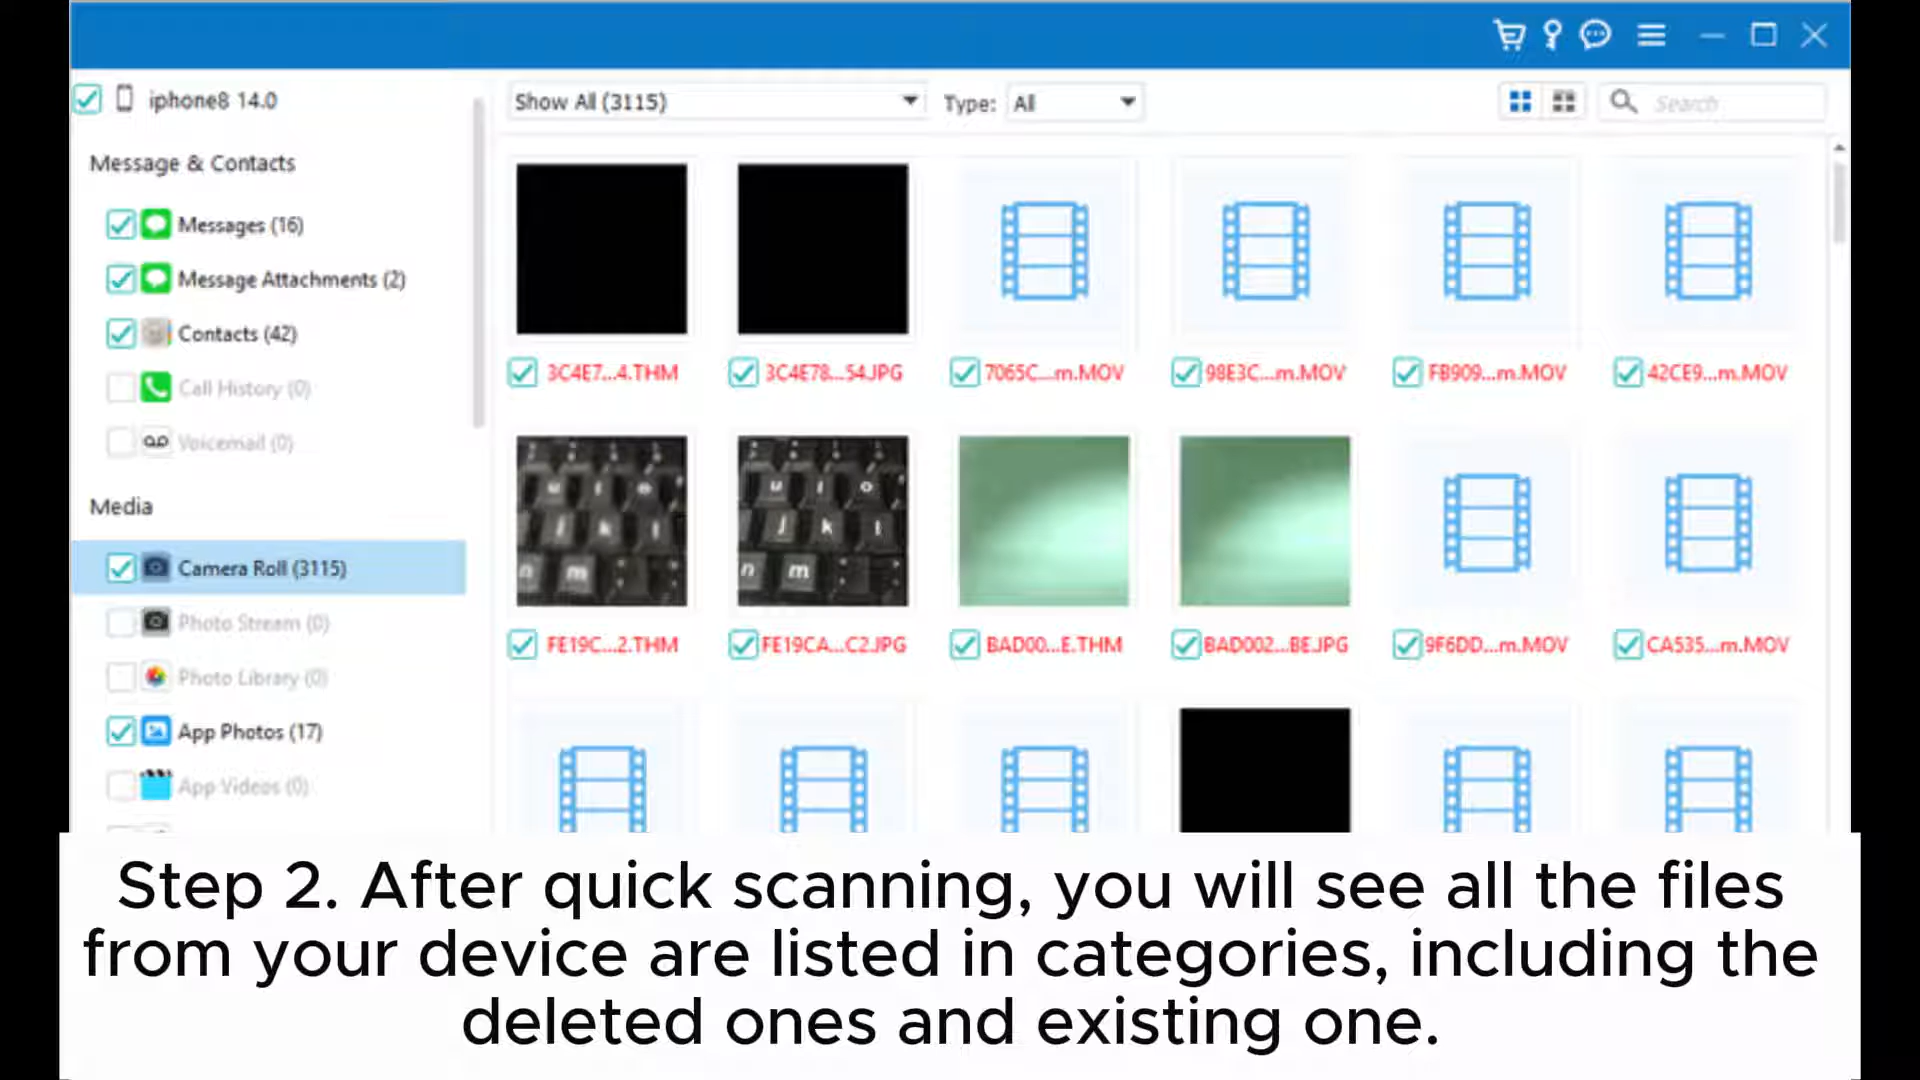 iphone8 14.0
Show All (3115)
Type: All
Search
Message & Contacts
Messages (16)
Message Attachments (2)
Contacts (42)
Call History (0)
Voicemail (0)
Media
Camera Roll (3115)
Photo Stream (0)
Photo Library (0)
App Photos (17)
App Videos (0)
3C4E7...4.THM
3C4E78...54.JPG
7065C...m.MOV
98E3C...m.MOV
FB909...m.MOV
42CE9...m.MOV
u i o
j k l
n m
u i o
j k l
n m
FE19C...2.THM
FE19CA...C2.JPG
BAD00...E.THM
BAD002...BE.JPG
9F6DD...m.MOV
CA535...m.MOV
Step 2. After quick scanning, you will see all the files
from your device are listed in categories, including the
deleted ones and existing one.